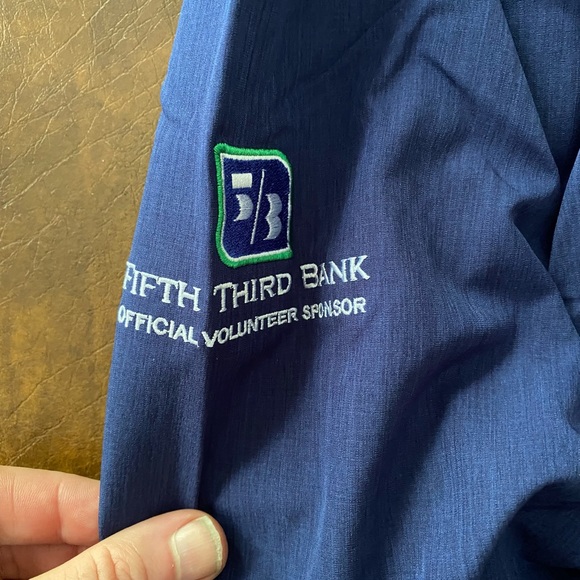 5/3
FIFTH THIRD BANK
OFFICIAL VOLUNTEER SPONSOR